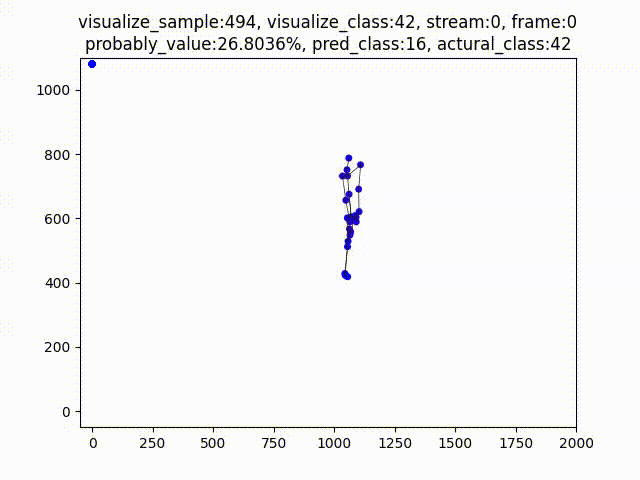 visualize_sample:494, visualize_class:42, stream:0, frame:0
probably_value:26.8036%, pred_class:16, actural_class:42
1000
800
600
400
200
0
0 250 500 750 1000 1250 1500 1750 2000